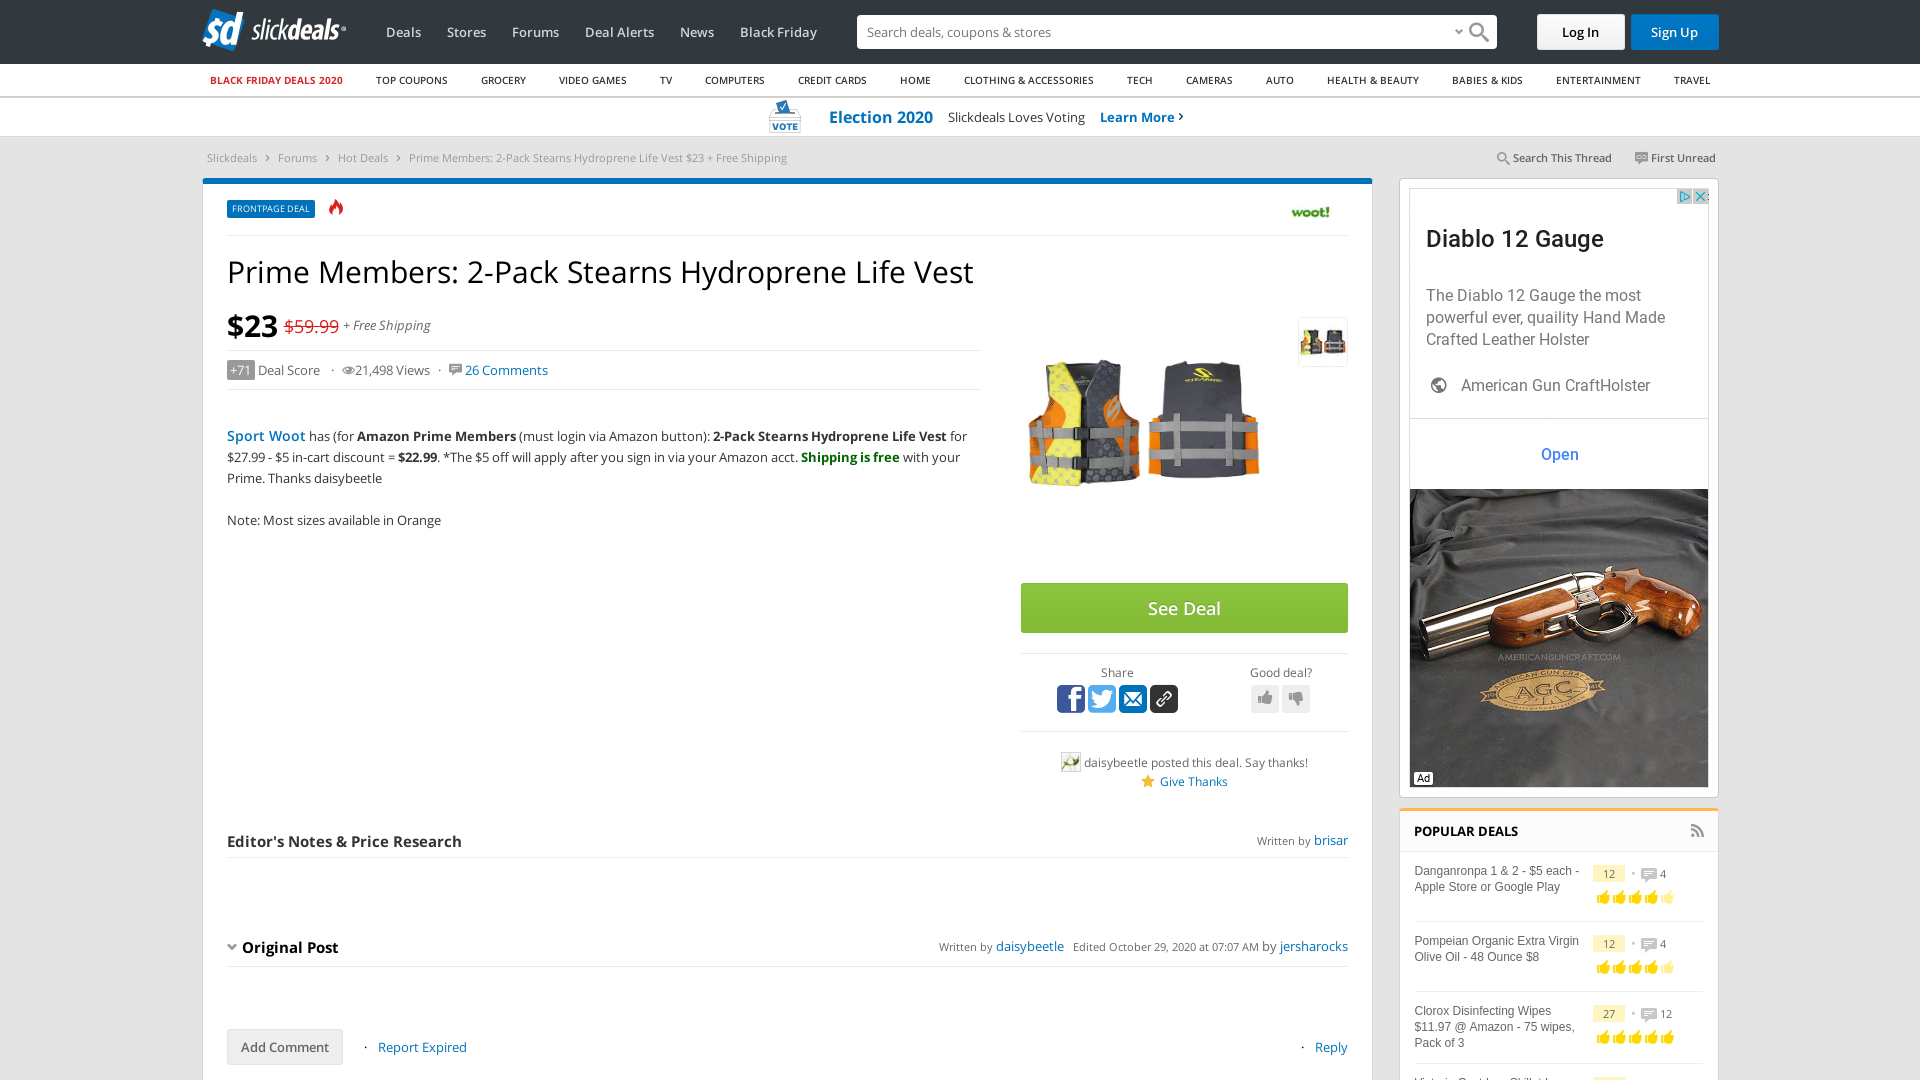 slickdeals
Deals
Stores
Forums
Deal Alerts
News
Black Friday
Search deals, coupons & stores
Log In
Sign Up
BLACK FRIDAY DEALS 2020
TOP COUPONS
GROCERY
VIDEO GAMES
TV
COMPUTERS
CREDIT CARDS
HOME
CLOTHING & ACCESSORIES
TECH
CAMERAS
AUTO
HEALTH & BEAUTY
BABIES & KIDS
ENTERTAINMENT
TRAVEL
VOTE
Election 2020 Slickdeals Loves Voting Learn More
Slickdeals > Forums > Hot Deals > Prime Members: 2-Pack Stearns Hydroprene Life Vest $23 + Free Shipping
Search This Thread
First Unread
FRONTPAGE DEAL
woot!
Prime Members: 2-Pack Stearns Hydroprene Life Vest
$23 $59.99 + Free Shipping
+71 Deal Score · 21,498 Views · 26 Comments
Sport Woot has (for Amazon Prime Members (must login via Amazon button): 2-Pack Stearns Hydroprene Life Vest for
$27.99 - $5 in-cart discount = $22.99. *The $5 off will apply after you sign in via your Amazon acct. Shipping is free with your
Prime. Thanks daisybeetle
Note: Most sizes available in Orange
STEARNS
See Deal
Share
Good deal?
daisybeetle posted this deal. Say thanks!
Give Thanks
Editor's Notes & Price Research
Written by brisar
Original Post
Written by daisybeetle Edited October 29, 2020 at 07:07 AM by jersharocks
Add Comment
· Report Expired
· Reply
Diablo 12 Gauge
The Diablo 12 Gauge the most
powerful ever, quaility Hand Made
Crafted Leather Holster
American Gun CraftHolster
Open
AMERICANGUNCRAFT.COM
AGC
Ad
POPULAR DEALS
Danganronpa 1 & 2 - $5 each -
Apple Store or Google Play
12 · 4
Pompeian Organic Extra Virgin
Olive Oil - 48 Ounce $8
12 · 4
Clorox Disinfecting Wipes
$11.97 @ Amazon - 75 wipes,
Pack of 3
27 · 12